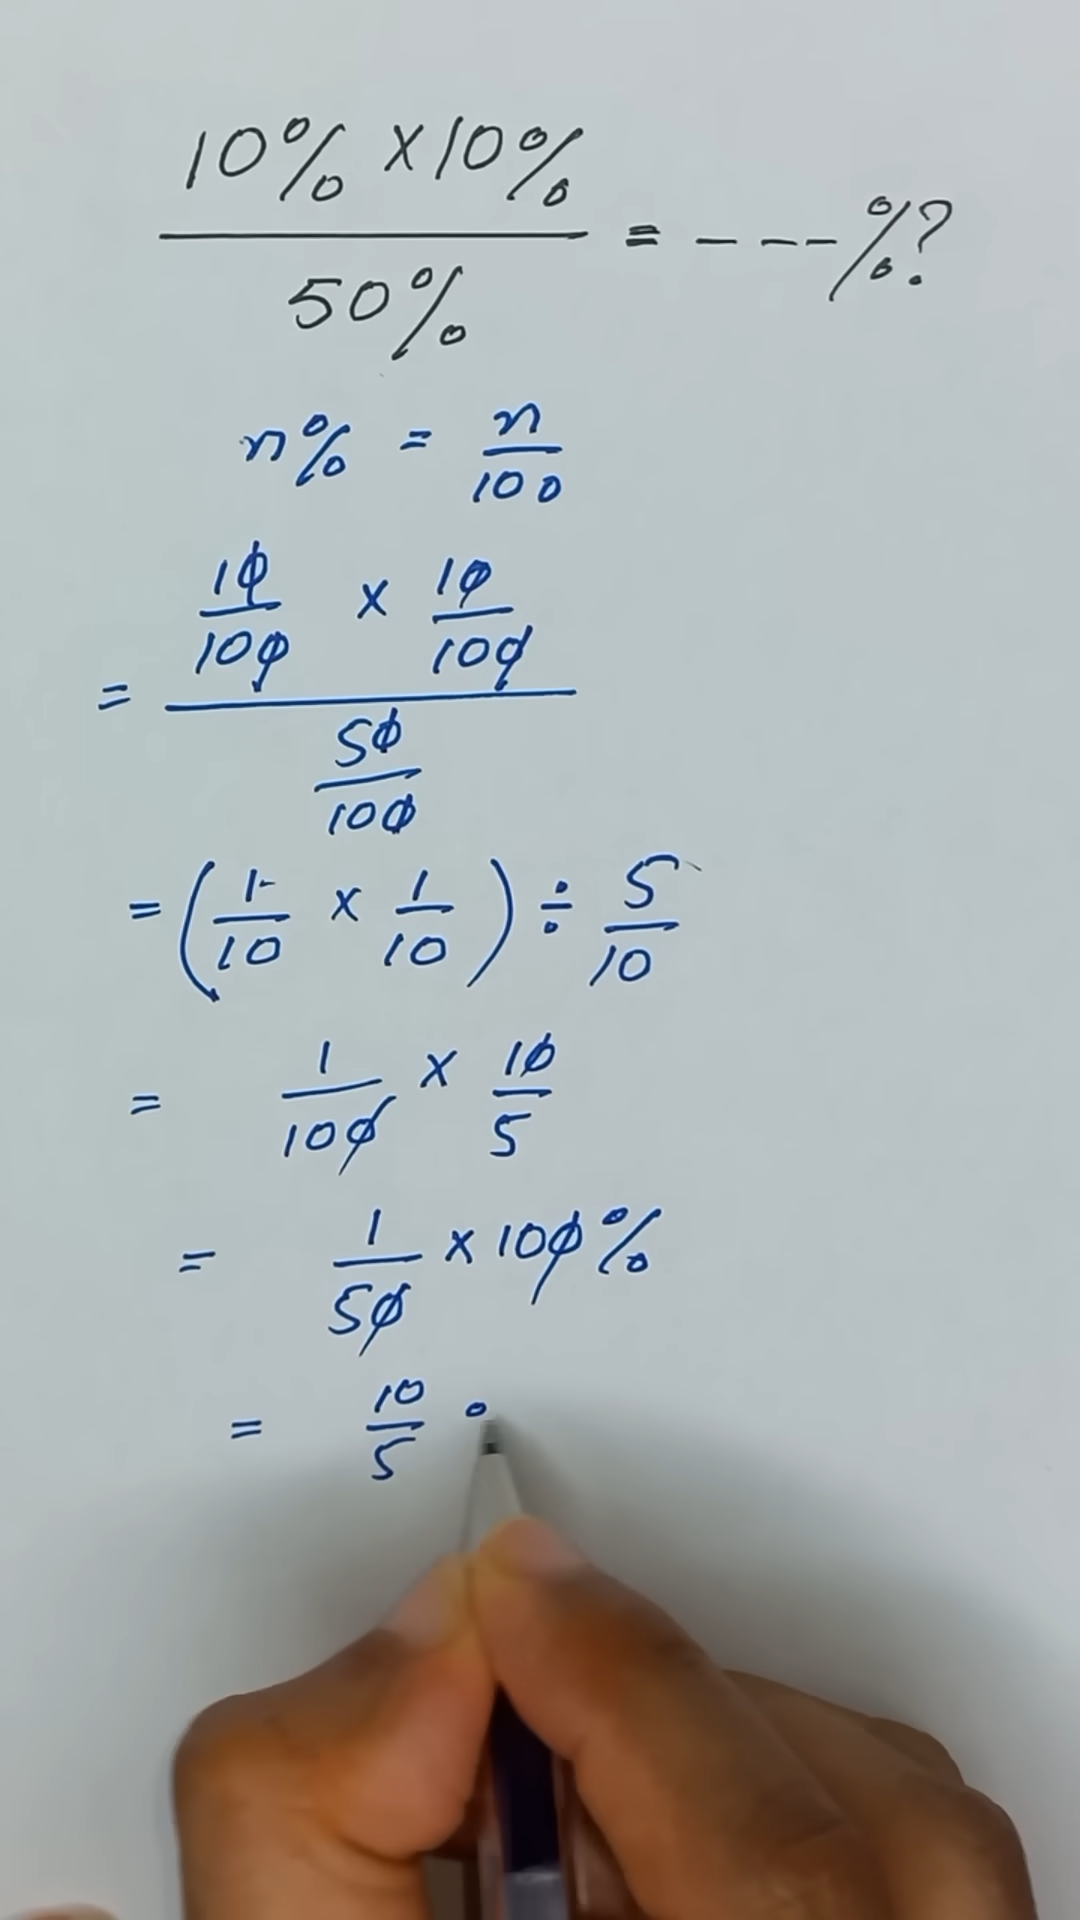 10% × 10% / 50% = - - - %?
n% = n/100
= 10/100 × 10/100 / 50/100
= (1/10 × 1/10) ÷ 5/10
= 1/100 × 10/5
= 1/50 × 100%
= 10/5 °